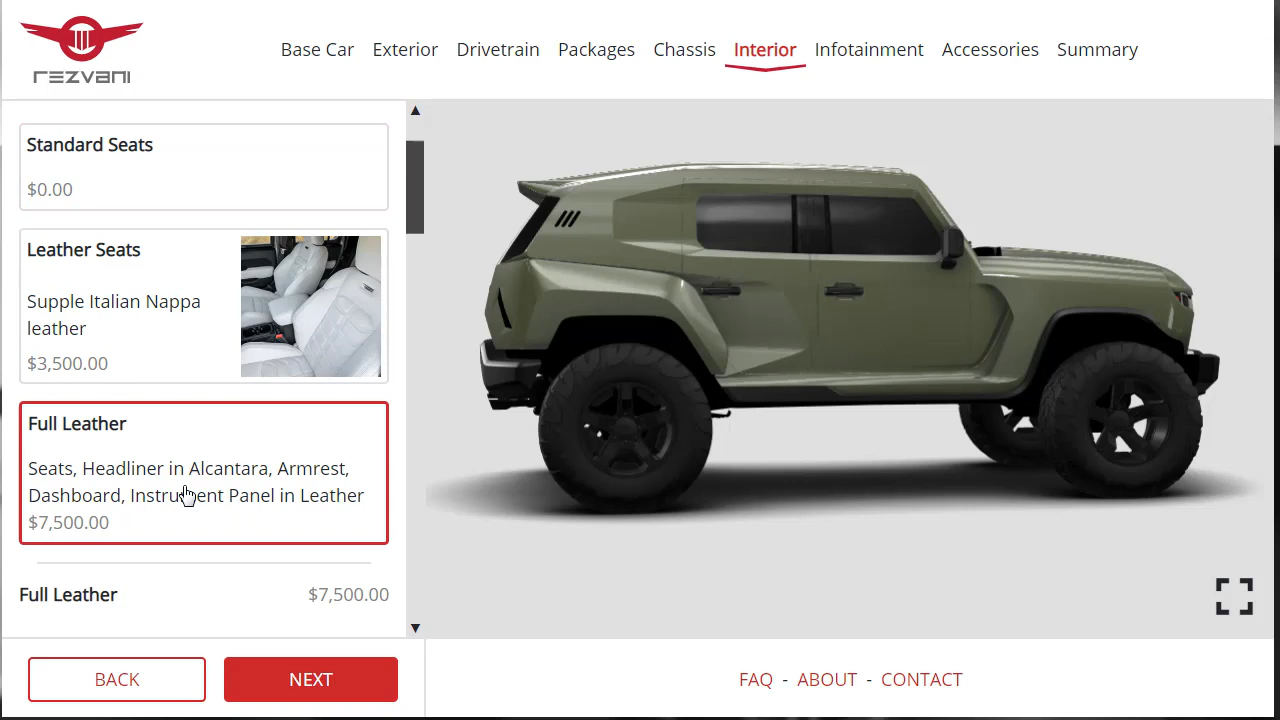 REZVANI
Base Car Exterior Drivetrain Packages Chassis Interior Infotainment Accessories Summary
Standard Seats
$0.00
Leather Seats
Supple Italian Nappa
leather
$3,500.00
Full Leather
Seats, Headliner in Alcantara, Armrest,
Dashboard, Instrument Panel in Leather
$7,500.00
Full Leather $7,500.00
BACK NEXT
FAQ - ABOUT - CONTACT